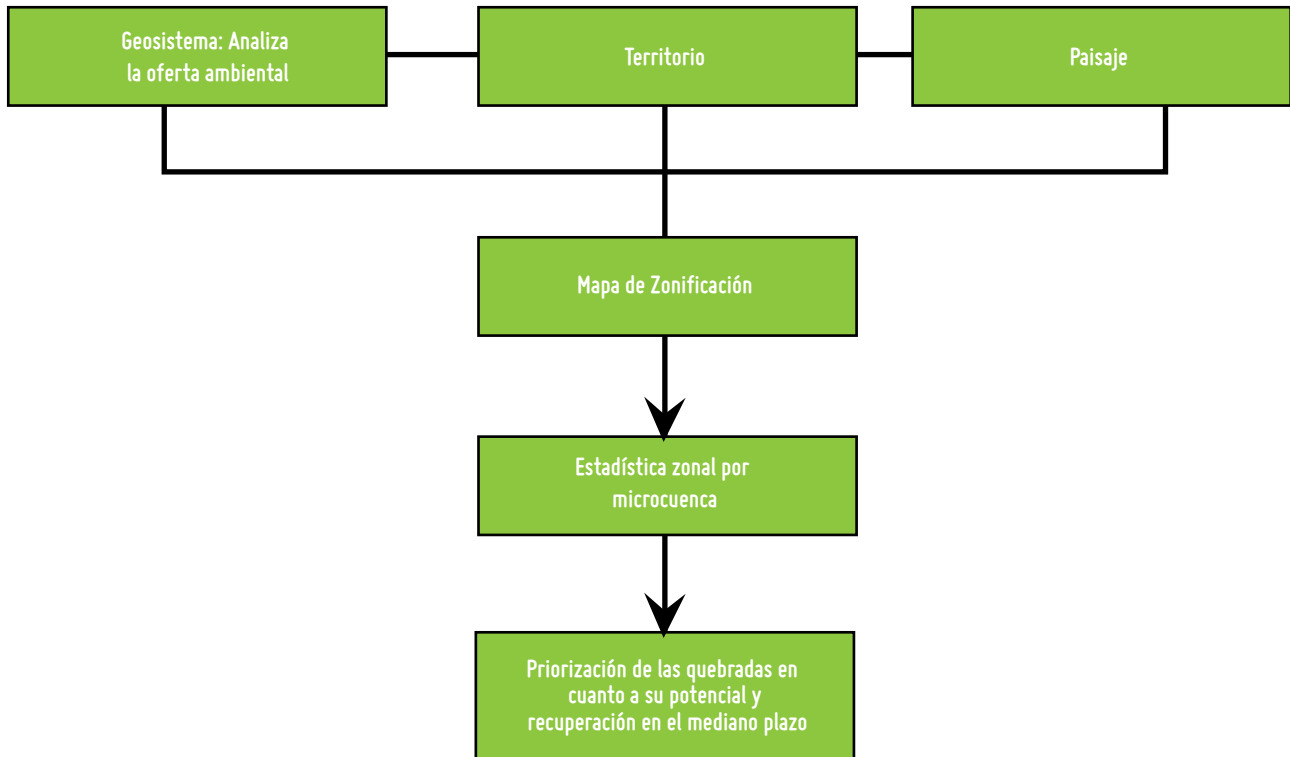 Geosistema: Analiza
la oferta ambiental
Territorio
Paisaje
Mapa de Zonificación
Estadística zonal por
microcuenca
Priorización de las quebradas en
cuanto a su potencial y
recuperación en el mediano plazo